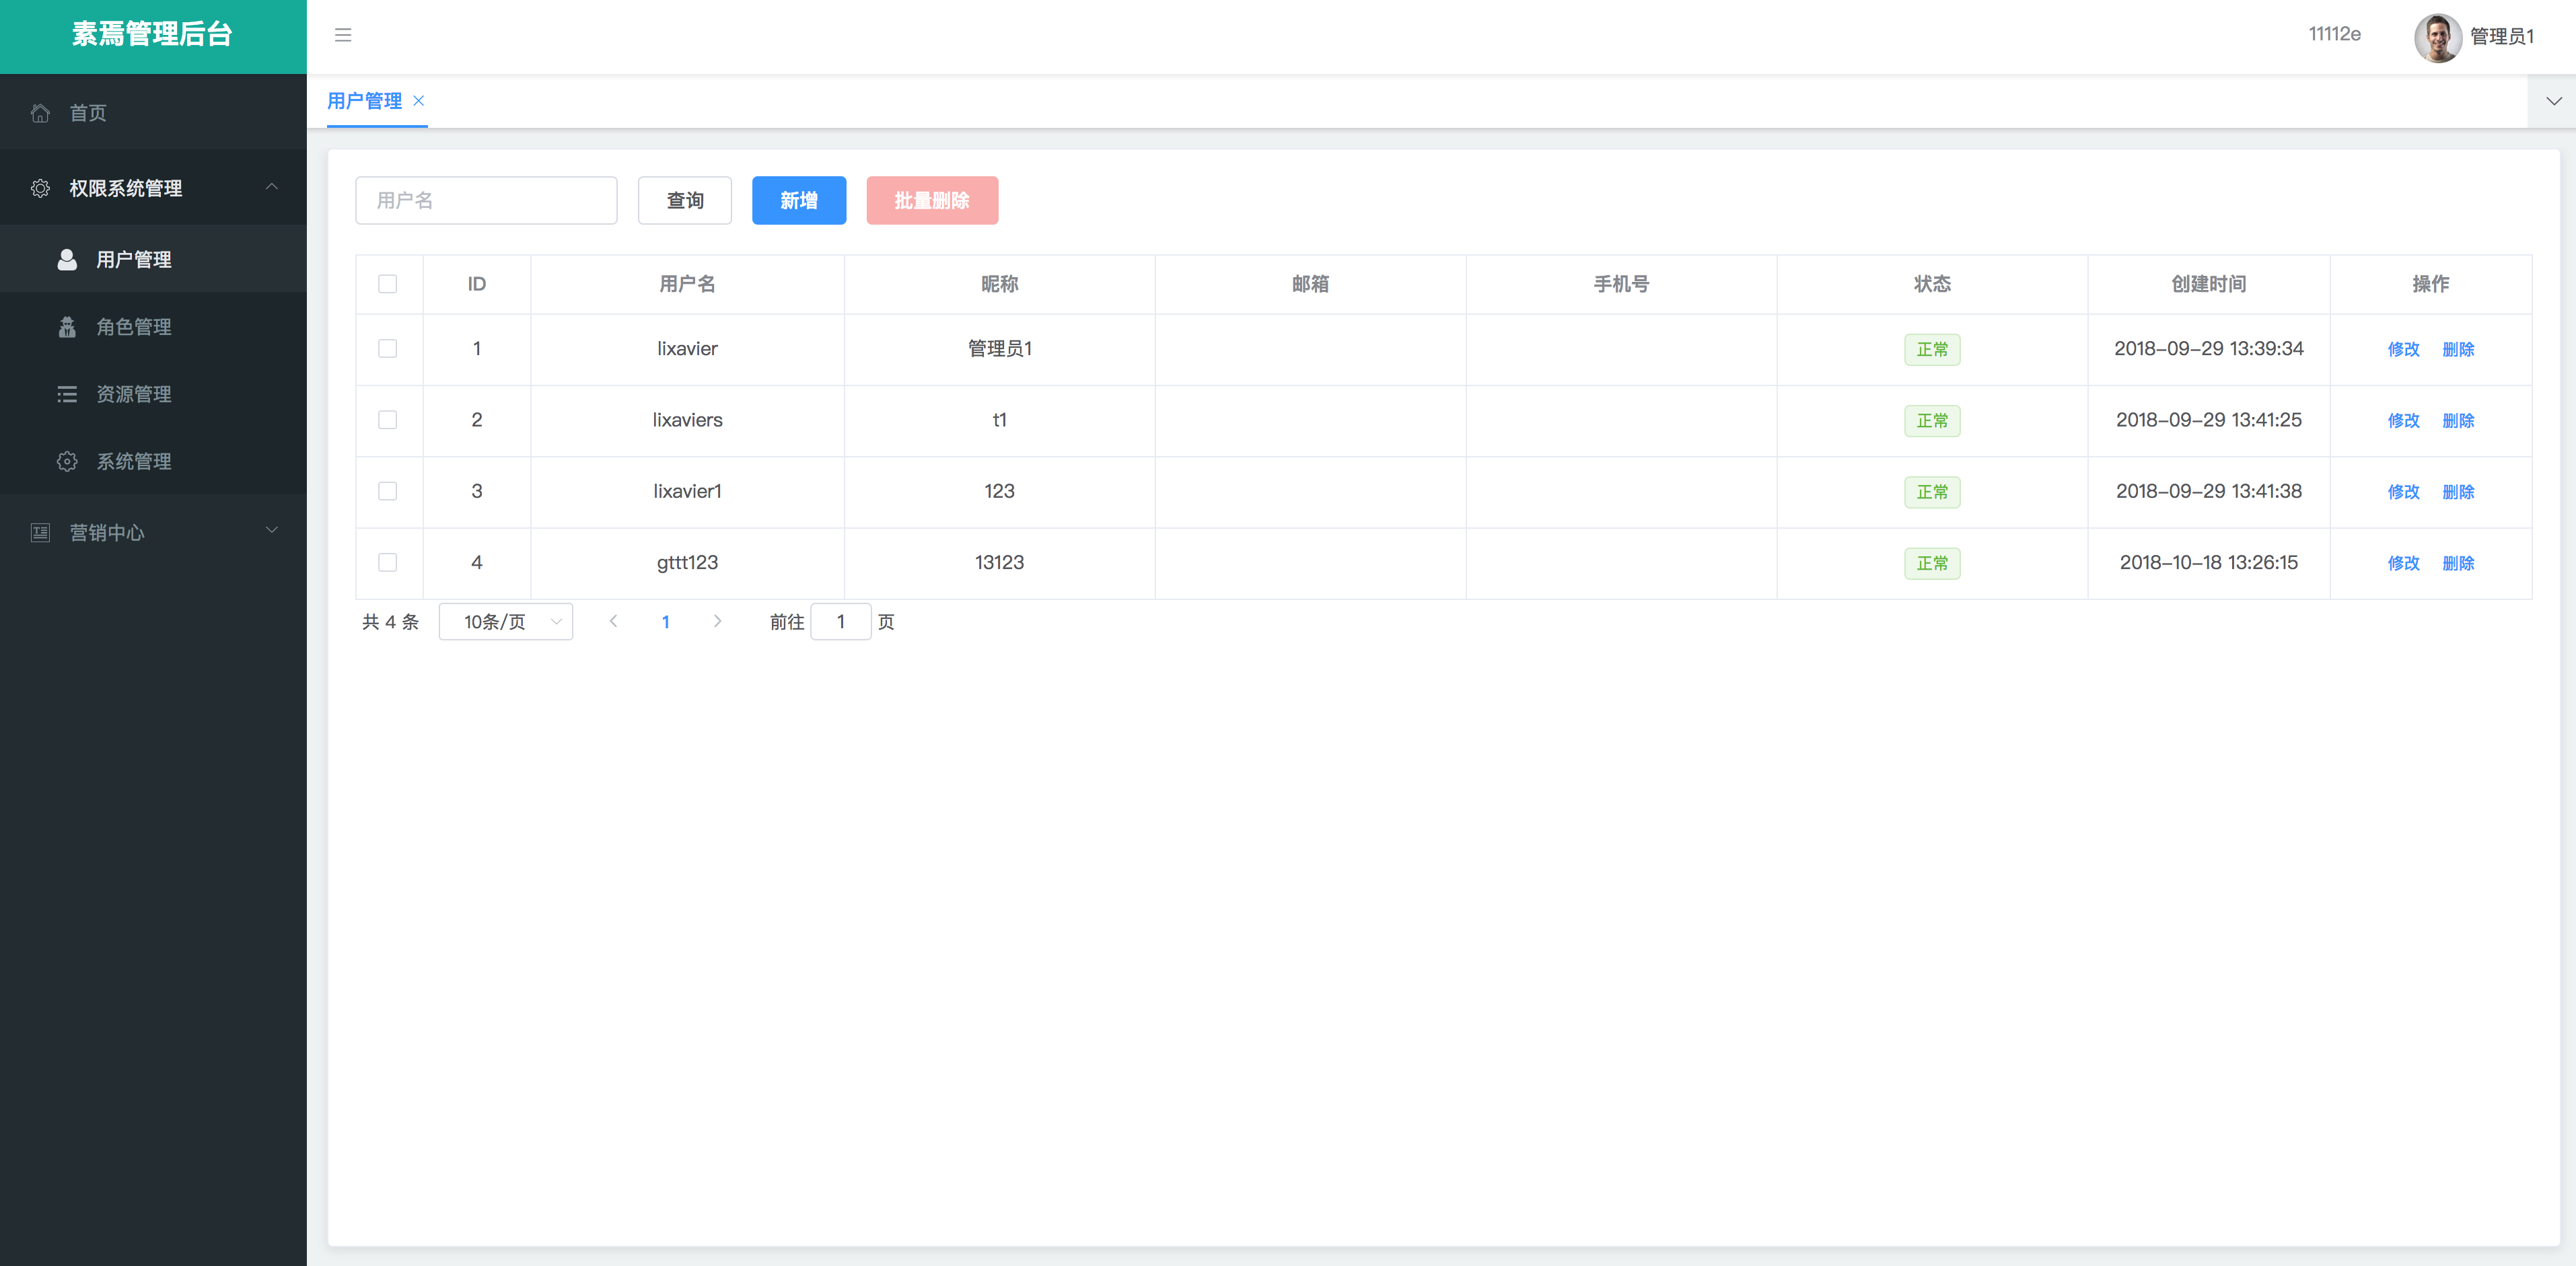 素焉管理后台
11112e
管理员1
首页
权限系统管理
用户管理
角色管理
资源管理
系统管理
营销中心
用户管理
用户名 查询 新增 批量删除
ID 用户名 昵称 邮箱 手机号 状态 创建时间 操作
1 lixavier 管理员1 正常 2018-09-29 13:39:34 修改 删除
2 lixaviers t1 正常 2018-09-29 13:41:25 修改 删除
3 lixavier1 123 正常 2018-09-29 13:41:38 修改 删除
4 gttt123 13123 正常 2018-10-18 13:26:15 修改 删除
共 4 条 10条/页 1 前往 1 页